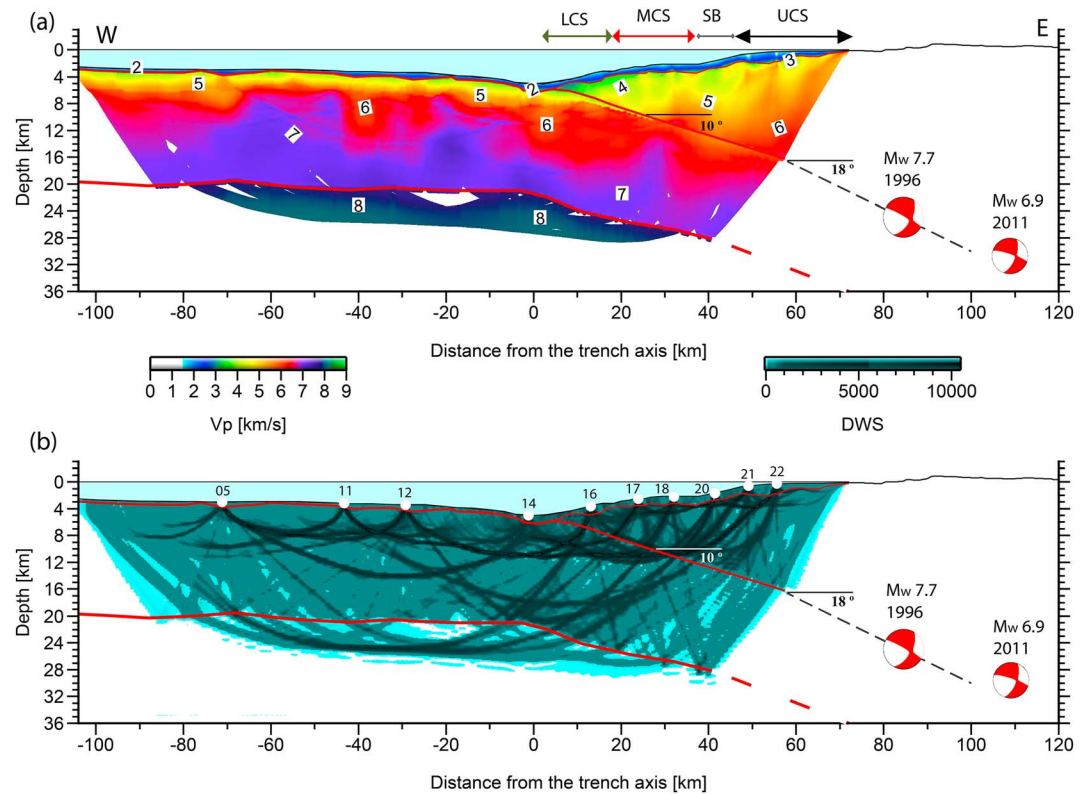 (a)
W
LCS MCS SB UCS
E
0
4
8
12
16
20
24
28
32
36
Depth [km]
2
5
6
7
8
5
2
6
4
5
3
6
7
8
10 °
18 °
Mw 7.7
1996
Mw 6.9
2011
-100 -80 -60 -40 -20 0 20 40 60 80 100 120
Distance from the trench axis [km]
0 1 2 3 4 5 6 7 8 9
Vp [km/s]
0 5000 10000
DWS
(b)
0
4
8
12
16
20
24
28
32
36
Depth [km]
05 11 12 14 16 17 18 20 21 22
10 °
18 °
Mw 7.7
1996
Mw 6.9
2011
-100 -80 -60 -40 -20 0 20 40 60 80 100 120
Distance from the trench axis [km]